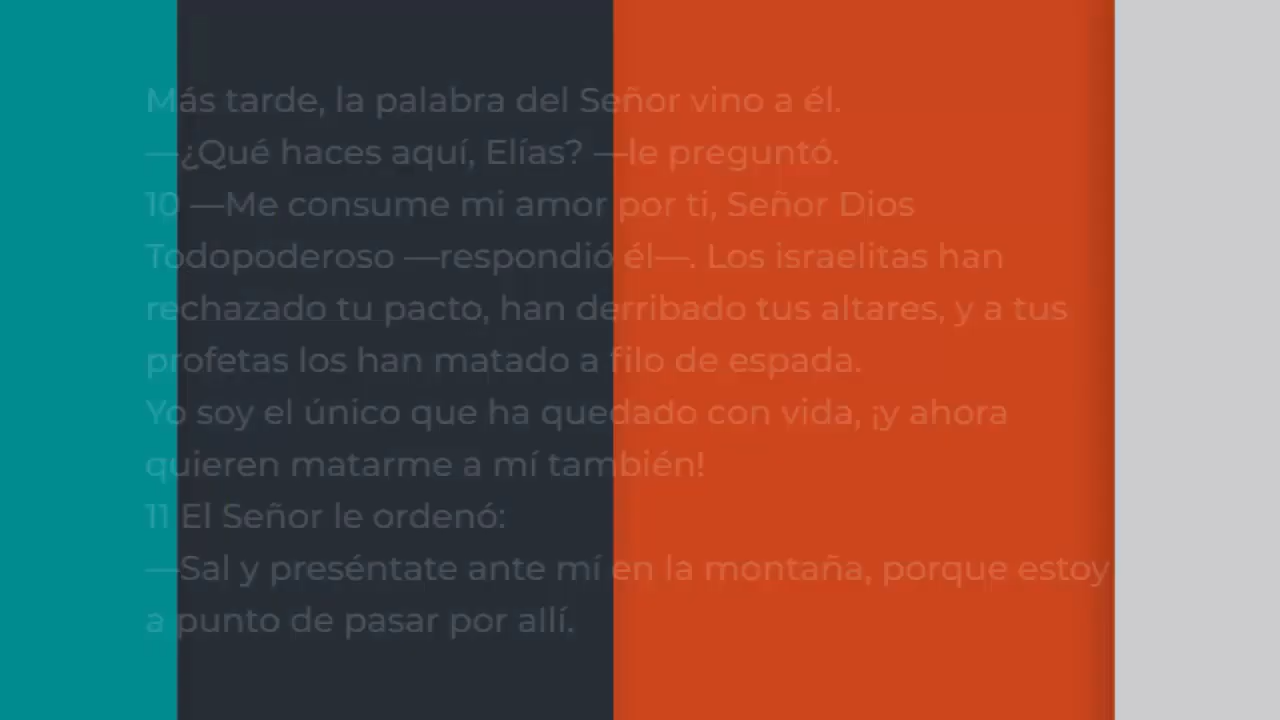 Más tarde, la palabra del Señor vino a él.
—¿Qué haces aquí, Elías? —le preguntó.
10 —Me consume mi amor por ti, Señor Dios
Todopoderoso —respondió él—. Los israelitas han
rechazado tu pacto, han derribado tus altares, y a tus
profetas los han matado a filo de espada.
Yo soy el único que ha quedado con vida, ¡y ahora
quieren matarme a mí también!
11 El Señor le ordenó:
—Sal y preséntate ante mí en la montaña, porque estoy
a punto de pasar por allí.